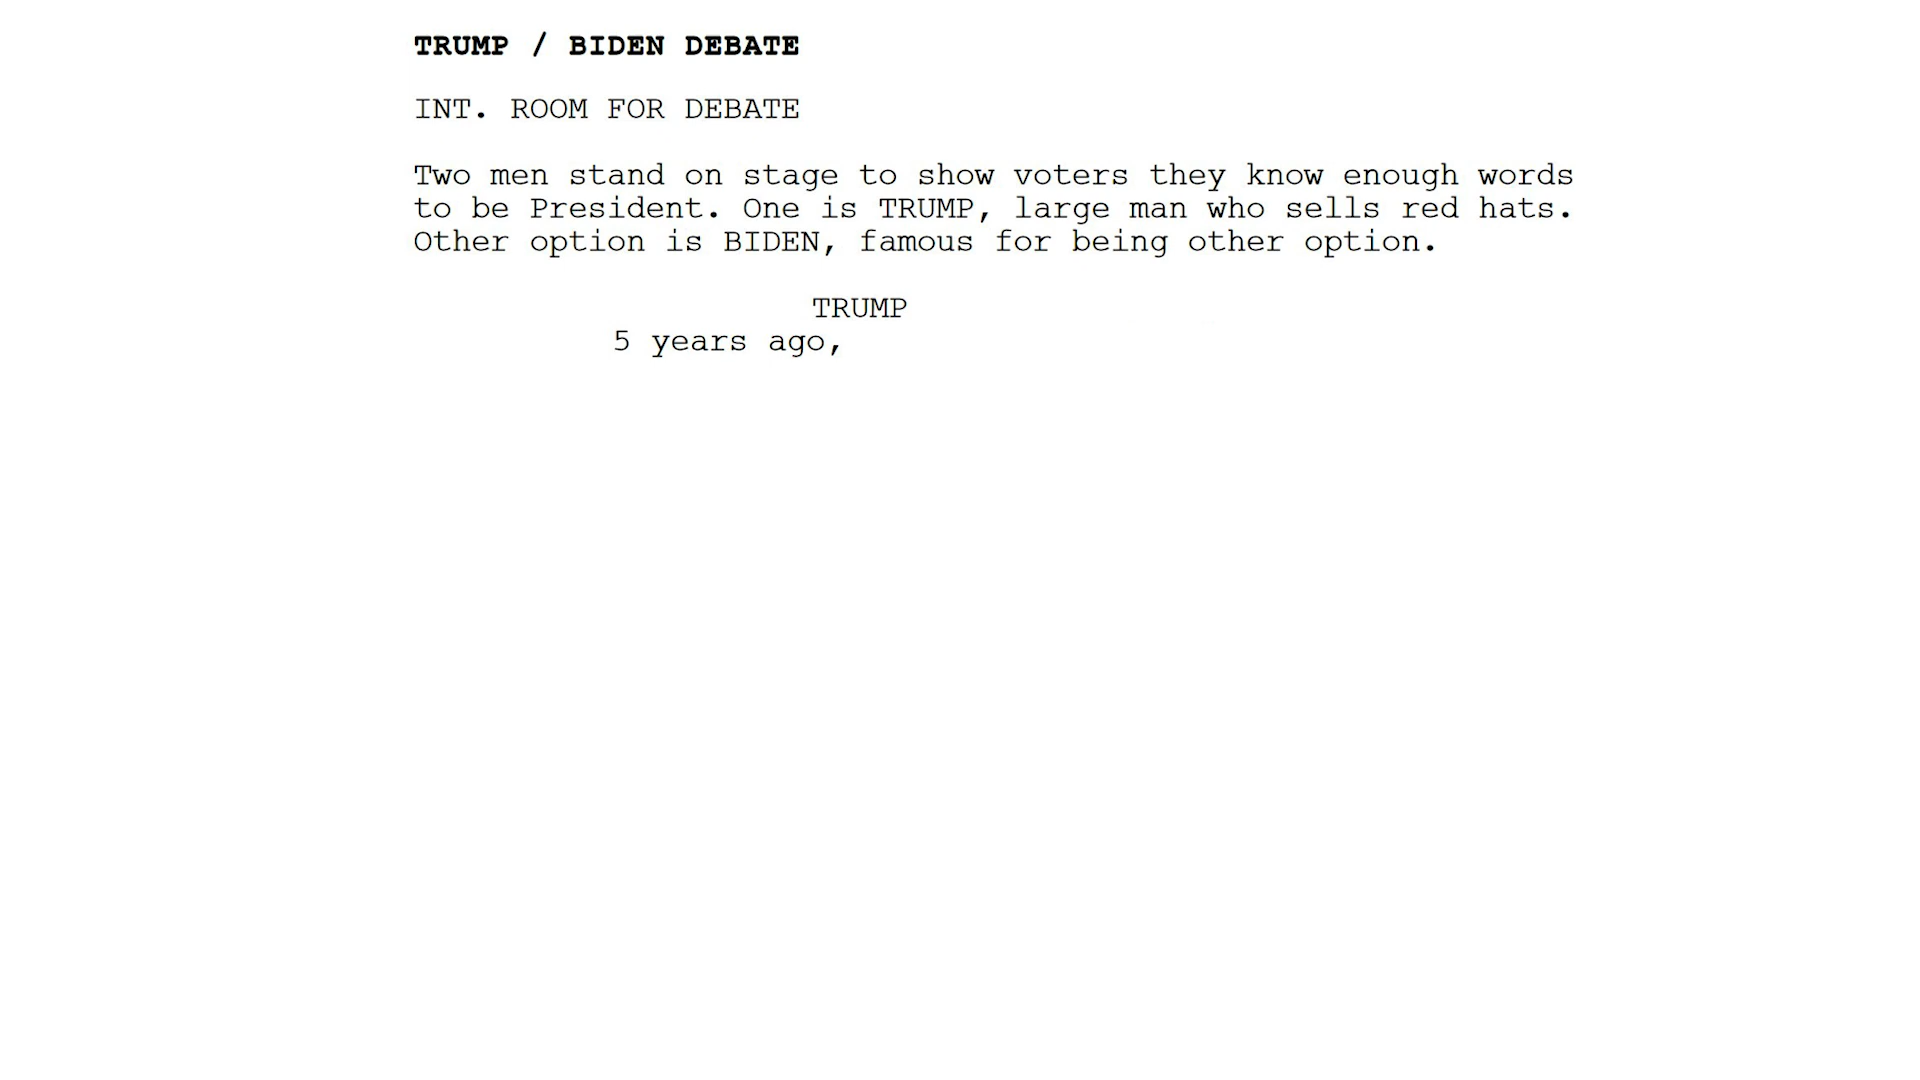 TRUMP / BIDEN DEBATE
INT. ROOM FOR DEBATE
Two men stand on stage to show voters they know enough words
to be President. One is TRUMP, large man who sells red hats.
Other option is BIDEN, famous for being other option.
TRUMP
5 years ago,